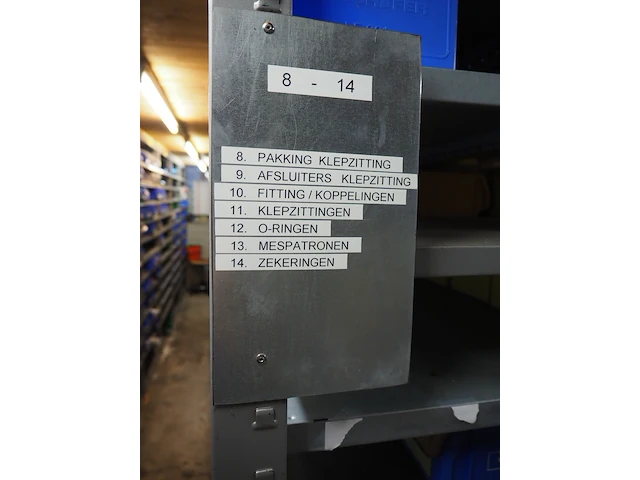 8 - 14
8. PAKKING KLEPZITTING
9. AFSLUITERS KLEPZITTING
10. FITTING / KOPPELINGEN
11. KLEPZITTINGEN
12. O-RINGEN
13. MESPATRONEN
14. ZEKERINGEN